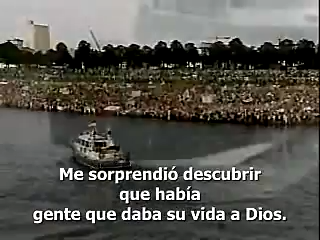 Me sorprendió descubrir
que había
gente que daba su vida a Dios.